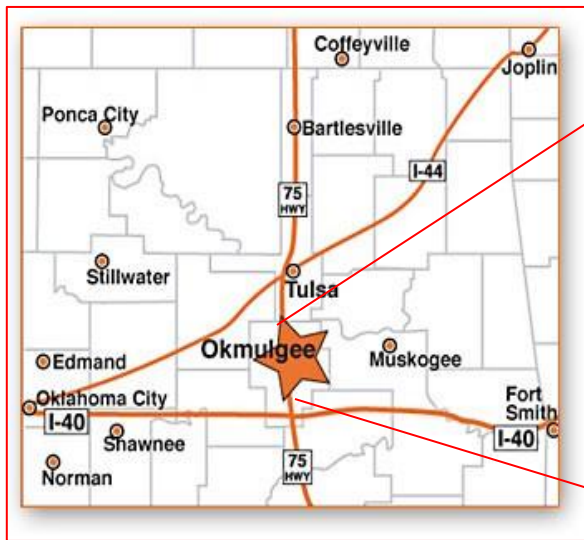 Coffeyville
Joplin
Ponca City
Bartlesville
I-44
75
HWY
Stillwater
Tulsa
Okmulgee
Muskogee
Edmand
Oklahoma City
Fort
Smith
I-40
I-40
Shawnee
75
HWY
Norman